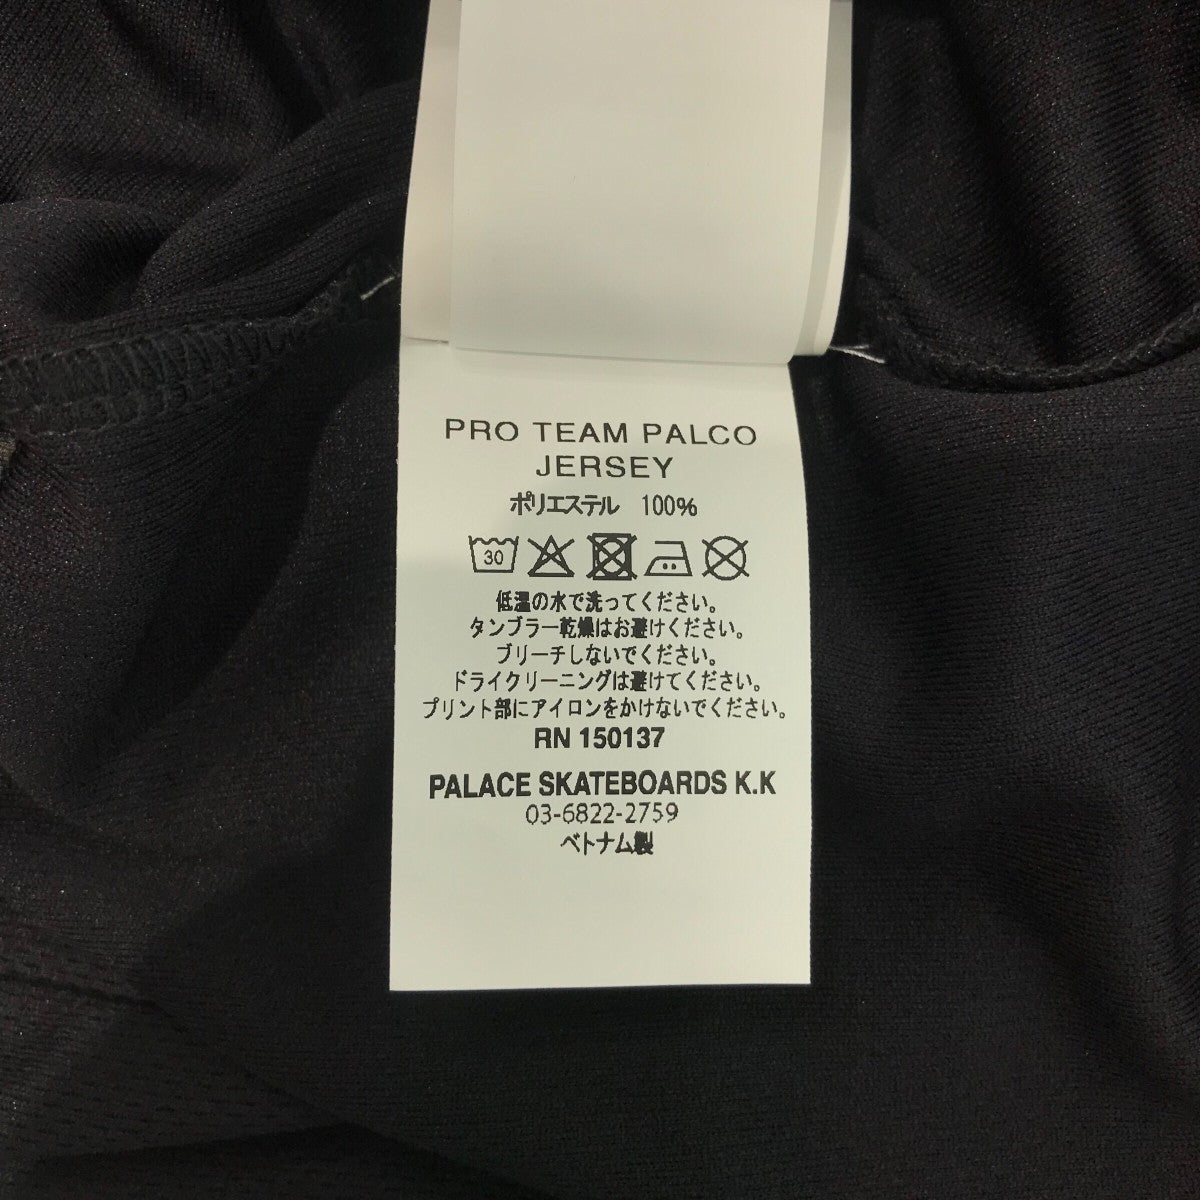 PRO TEAM PALCO
JERSEY
ポリエステル 100%
30
低温の水で洗ってください。
タンブラー乾燥はお避けください。
ブリーチしないでください。
ドライクリーニングは避けてください。
プリント部にアイロンをかけないでください。
RN 150137
PALACE SKATEBOARDS K.K
03-6822-2759
ベトナム製